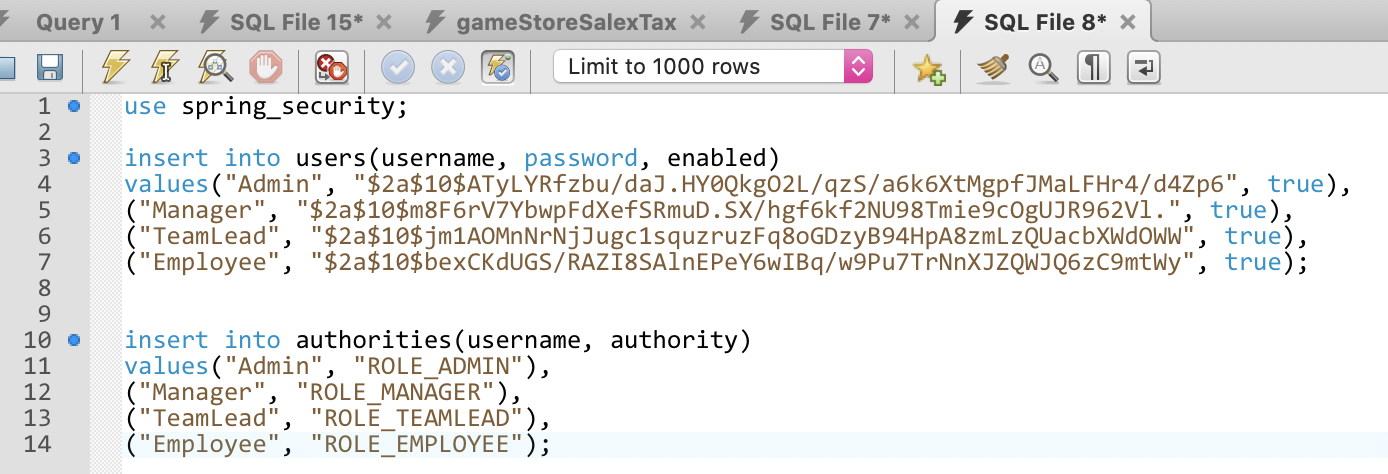 Query 1
SQL File 15*
gameStoreSalexTax
SQL File 7*
SQL File 8*
Limit to 1000 rows
1 use spring_security;
2
3 insert into users(username, password, enabled)
4 values("Admin", "$2a$10$ATyLYRfzbu/daJ.HY0QkgO2L/qzS/a6k6XtMgpfJMaLFHr4/d4Zp6", true),
5 ("Manager", "$2a$10$m8F6rV7YbwpFdXefSRmuD.SX/hgf6kf2NU98Tmie9cOgUJR962Vl.", true),
6 ("TeamLead", "$2a$10$jm1AOMnNrNjJugc1squzruzFq8oGDzyB94HpA8zmLzQUacbXWdOWW", true),
7 ("Employee", "$2a$10$bexCKdUGS/RAZI8SAlnEPeY6wIBq/w9Pu7TrNnXJZQWJQ6zC9mtWy", true);
8
9
10 insert into authorities(username, authority)
11 values("Admin", "ROLE_ADMIN"),
12 ("Manager", "ROLE_MANAGER"),
13 ("TeamLead", "ROLE_TEAMLEAD"),
14 ("Employee", "ROLE_EMPLOYEE");